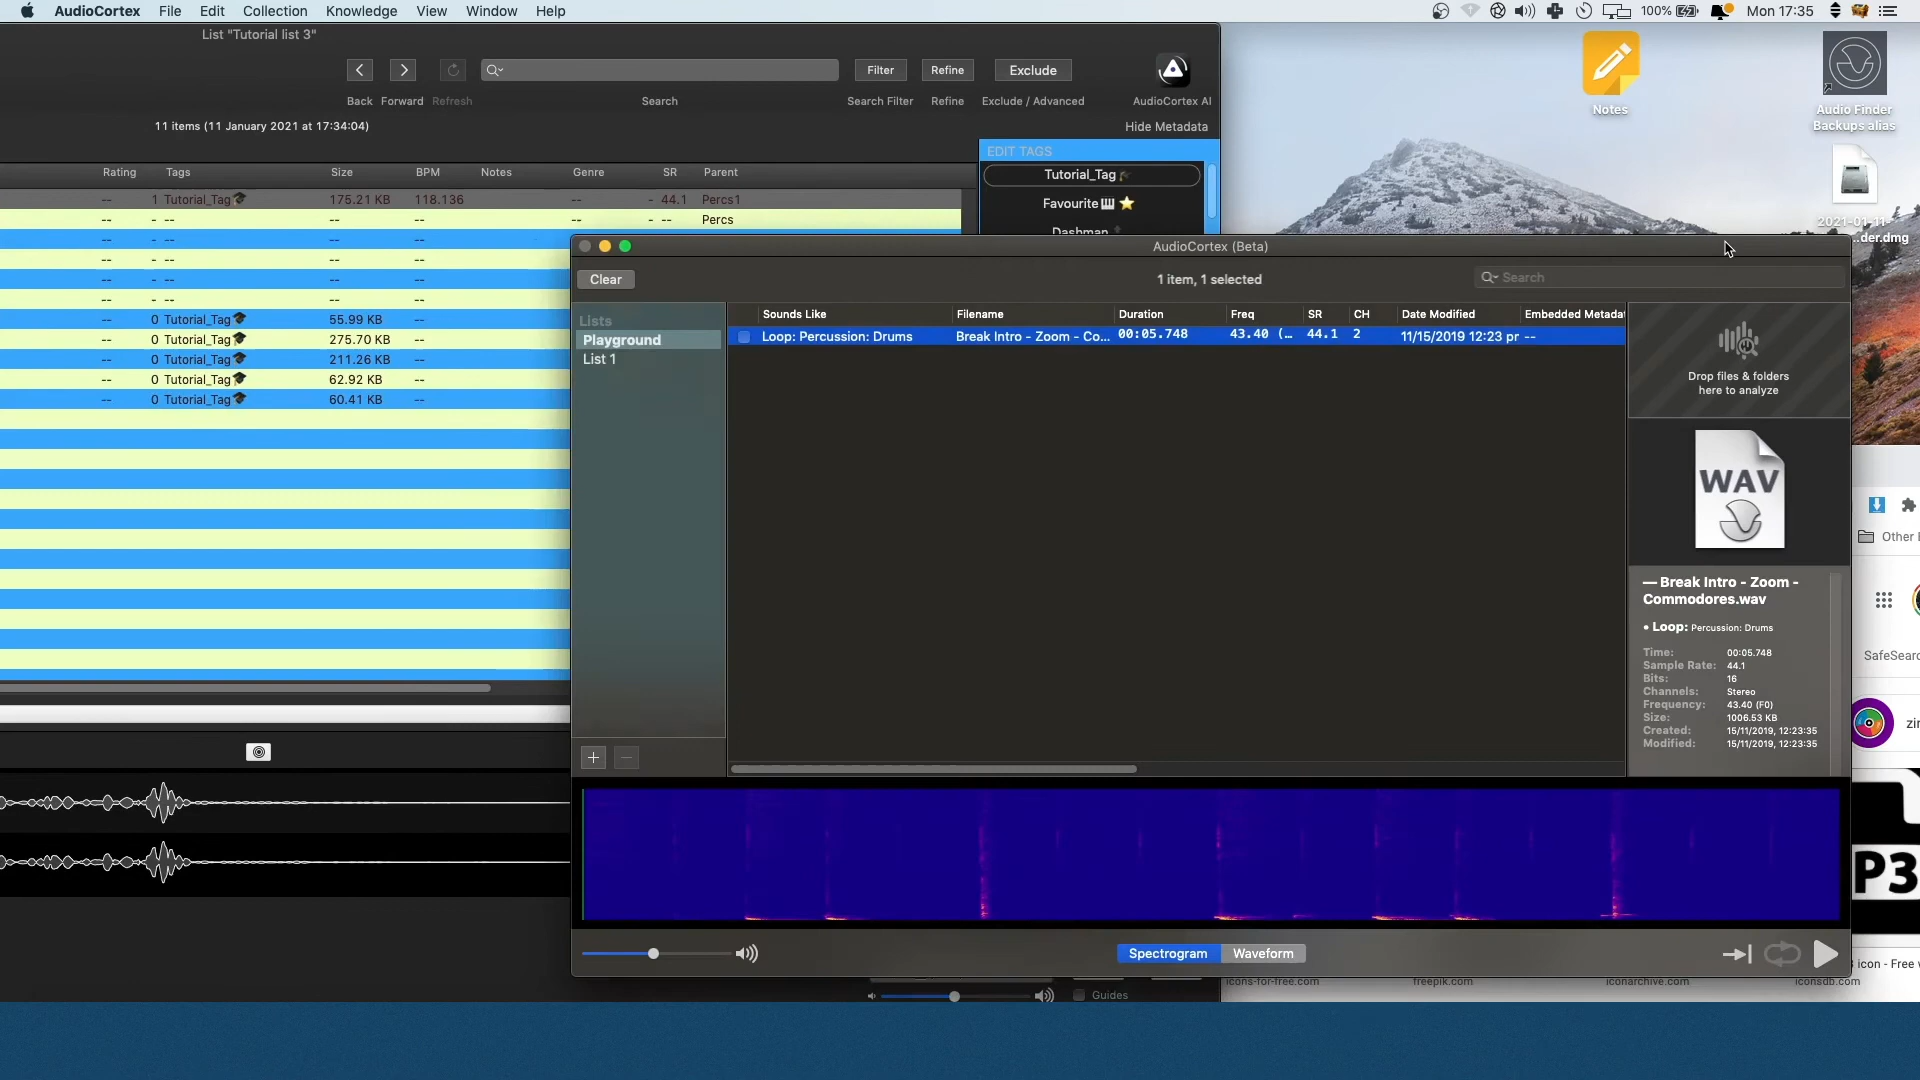 AudioCortex File Edit Collection Knowledge View Window Help
100% Mon 17:35
List "Tutorial list 3"
Filter Refine Exclude
Back Forward Refresh Search Search Filter Refine Exclude / Advanced AudioCortex AI
11 items (11 January 2021 at 17:34:04) Hide Metadata
EDIT TAGS
Rating Tags Size BPM Notes Genre SR Parent
Tutorial_Tag
Favourite
-- 1 Tutorial_Tag 175.21 KB 118.136 -- - 44.1 Percs1
-- - -- -- -- -- - -- Percs
-- - -- -- --
-- - -- -- --
-- - -- -- --
-- - -- -- --
-- 0 Tutorial_Tag 55.99 KB --
-- 0 Tutorial_Tag 275.70 KB --
-- 0 Tutorial_Tag 211.26 KB --
-- 0 Tutorial_Tag 62.92 KB --
-- 0 Tutorial_Tag 60.41 KB --
Dashman
Notes
Audio Finder
Backups alias
2021-01-11-
...der.dmg
AudioCortex (Beta)
Clear 1 item, 1 selected Search
Lists
Playground
List 1
Sounds Like Filename Duration Freq SR CH Date Modified Embedded Metadat
Loop: Percussion: Drums Break Intro - Zoom - Co... 00:05.748 43.40 (... 44.1 2 11/15/2019 12:23 pr --
Drop files & folders
here to analyze
WAV
— Break Intro - Zoom -
Commodores.wav
• Loop: Percussion: Drums
Time: 00:05.748
Sample Rate: 44.1
Bits: 16
Channels: Stereo
Frequency: 43.40 (F0)
Size: 1006.53 KB
Created: 15/11/2019, 12:23:35
Modified: 15/11/2019, 12:23:35
Spectrogram Waveform
Guides
Other
SafeSearc
zir
P3
icon - Free
icons-for-free.com freepik.com iconarchive.com iconsdb.com